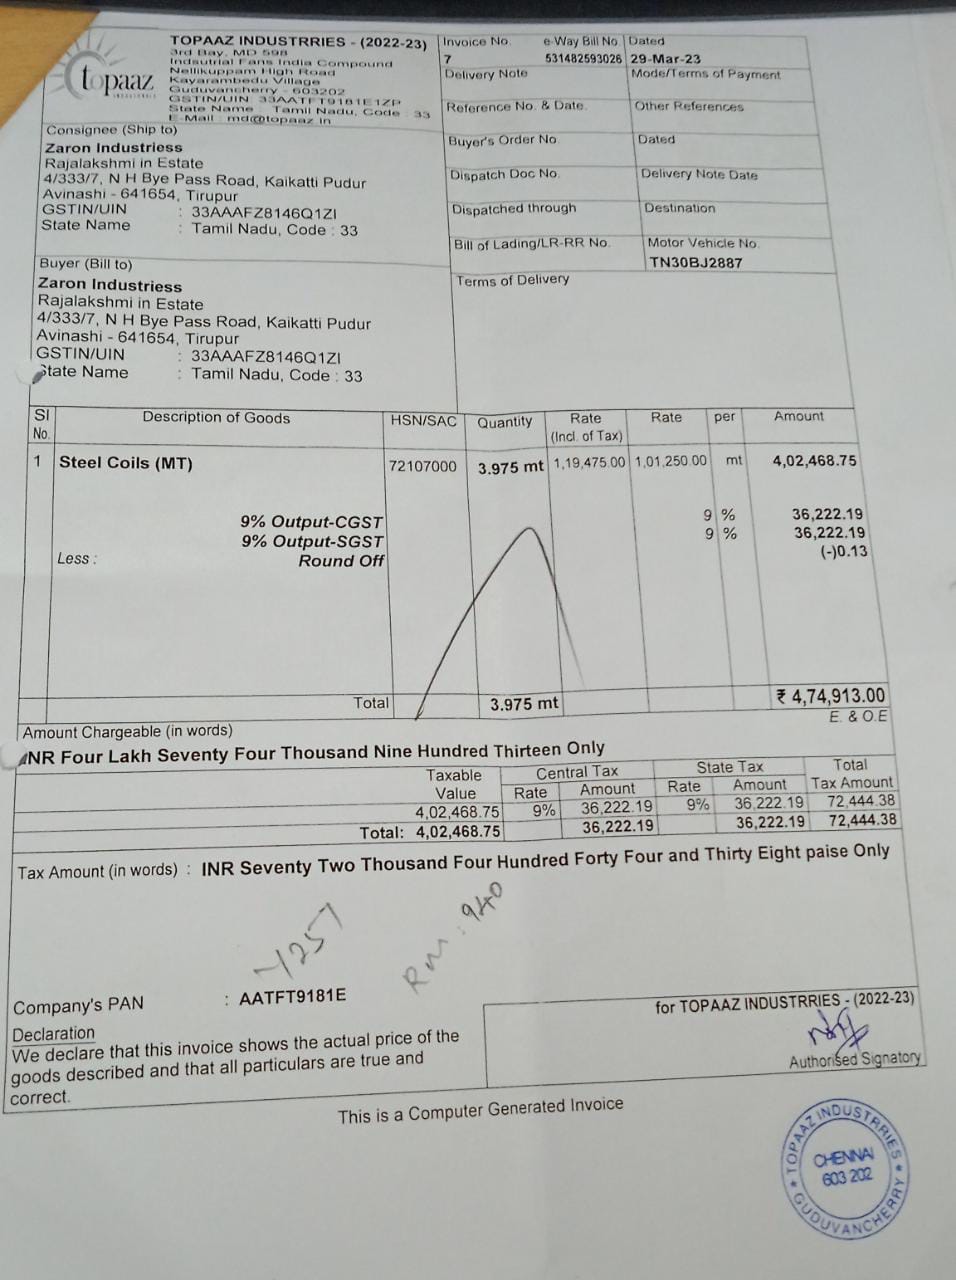 topaaz
TOPAAZ INDUSTRRIES - (2022-23)
3rd Bay, MD 598
Indsutrial Fans India Compound
Nellikuppam High Road
Kayarambedu Village
Guduvancherry - 603202
GSTIN/UIN 33AATFT9181E1ZP
State Name : Tamil Nadu, Code : 33
E-Mail : md@topaaz.in
Invoice No. e-Way Bill No. Dated
7 531482593026 29-Mar-23
Delivery Note Mode/Terms of Payment
Reference No. & Date. Other References
Buyer's Order No. Dated
Dispatch Doc No. Delivery Note Date
Dispatched through Destination
Bill of Lading/LR-RR No. Motor Vehicle No.
TN30BJ2887
Terms of Delivery
Consignee (Ship to)
Zaron Industriess
Rajalakshmi in Estate
4/333/7, N H Bye Pass Road, Kaikatti Pudur
Avinashi - 641654, Tirupur
GSTIN/UIN : 33AAAFZ8146Q1ZI
State Name : Tamil Nadu, Code : 33
Buyer (Bill to)
Zaron Industriess
Rajalakshmi in Estate
4/333/7, N H Bye Pass Road, Kaikatti Pudur
Avinashi - 641654, Tirupur
GSTIN/UIN : 33AAAFZ8146Q1ZI
State Name : Tamil Nadu, Code : 33
Sl No. Description of Goods HSN/SAC Quantity Rate (Incl. of Tax) Rate per Amount
1 Steel Coils (MT) 72107000 3.975 mt 1,19,475.00 1,01,250.00 mt 4,02,468.75
9% Output-CGST 9 % 36,222.19
9% Output-SGST 9 % 36,222.19
Less : Round Off (-)0.13
Total 3.975 mt ₹ 4,74,913.00
E. & O.E
Amount Chargeable (in words)
INR Four Lakh Seventy Four Thousand Nine Hundred Thirteen Only
Taxable Central Tax State Tax Total
Value Rate Amount Rate Amount Tax Amount
4,02,468.75 9% 36,222.19 9% 36,222.19 72,444.38
Total: 4,02,468.75 36,222.19 36,222.19 72,444.38
Tax Amount (in words) : INR Seventy Two Thousand Four Hundred Forty Four and Thirty Eight paise Only
Rm : 940
Company's PAN : AATFT9181E
Declaration
We declare that this invoice shows the actual price of the
goods described and that all particulars are true and
correct.
for TOPAAZ INDUSTRRIES - (2022-23)
Authorised Signatory
This is a Computer Generated Invoice
TOPAAZ INDUSTRRIES
CHENNAI
603 202
GUDUVANCHERRY